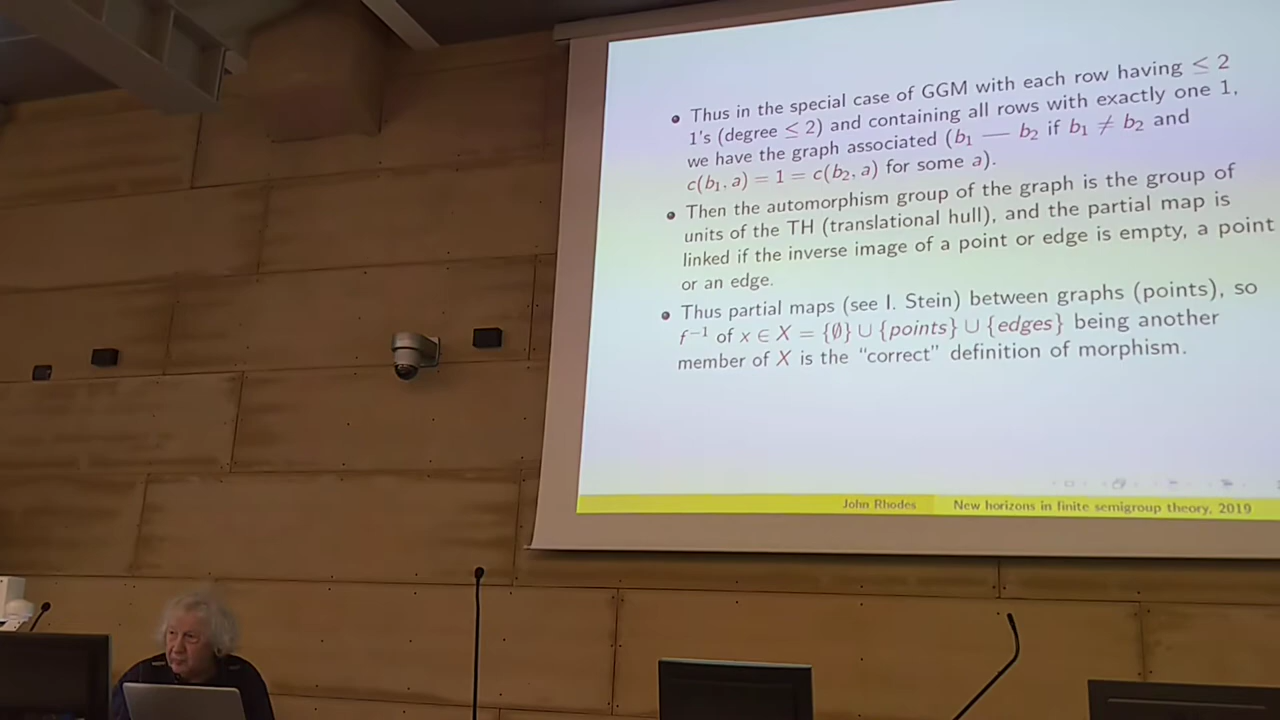 • Thus in the special case of GGM with each row having ≤ 2
1's (degree ≤ 2) and containing all rows with exactly one 1,
we have the graph associated (b₁ — b₂ if b₁ ≠ b₂ and
c(b₁, a) = 1 = c(b₂, a) for some a).
• Then the automorphism group of the graph is the group of
units of the TH (translational hull), and the partial map is
linked if the inverse image of a point or edge is empty, a point
or an edge.
• Thus partial maps (see I. Stein) between graphs (points), so
f⁻¹ of x ∈ X = {∅} ∪ {points} ∪ {edges} being another
member of X is the "correct" definition of morphism.
John Rhodes New horizons in finite semigroup theory, 2019